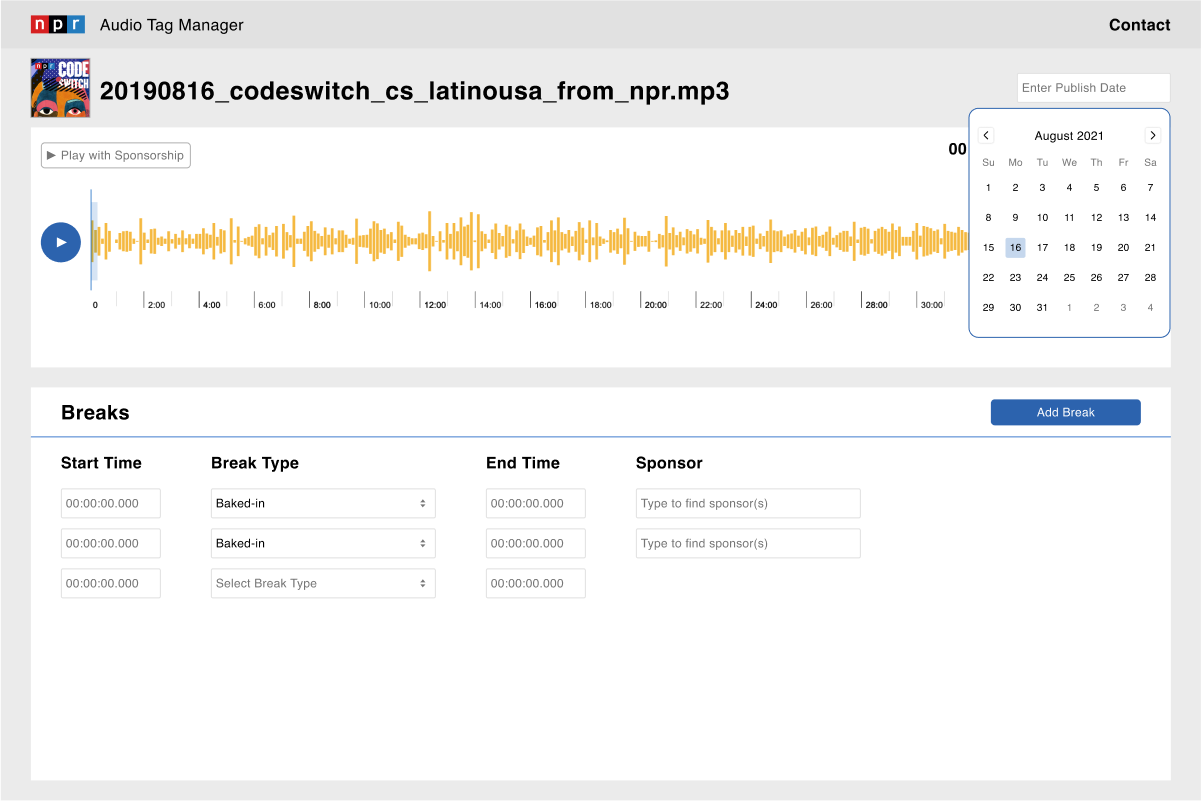 npr Audio Tag Manager Contact
npr CODE SWITCH
20190816_codeswitch_cs_latinousa_from_npr.mp3
Enter Publish Date
Play with Sponsorship
00
August 2021
Su Mo Tu We Th Fr Sa
1 2 3 4 5 6 7
8 9 10 11 12 13 14
15 16 17 18 19 20 21
22 23 24 25 26 27 28
29 30 31 1 2 3 4
0 2:00 4:00 6:00 8:00 10:00 12:00 14:00 16:00 18:00 20:00 22:00 24:00 26:00 28:00 30:00
Breaks
Add Break
Start Time Break Type End Time Sponsor
00:00:00.000 Baked-in 00:00:00.000 Type to find sponsor(s)
00:00:00.000 Baked-in 00:00:00.000 Type to find sponsor(s)
00:00:00.000 Select Break Type 00:00:00.000